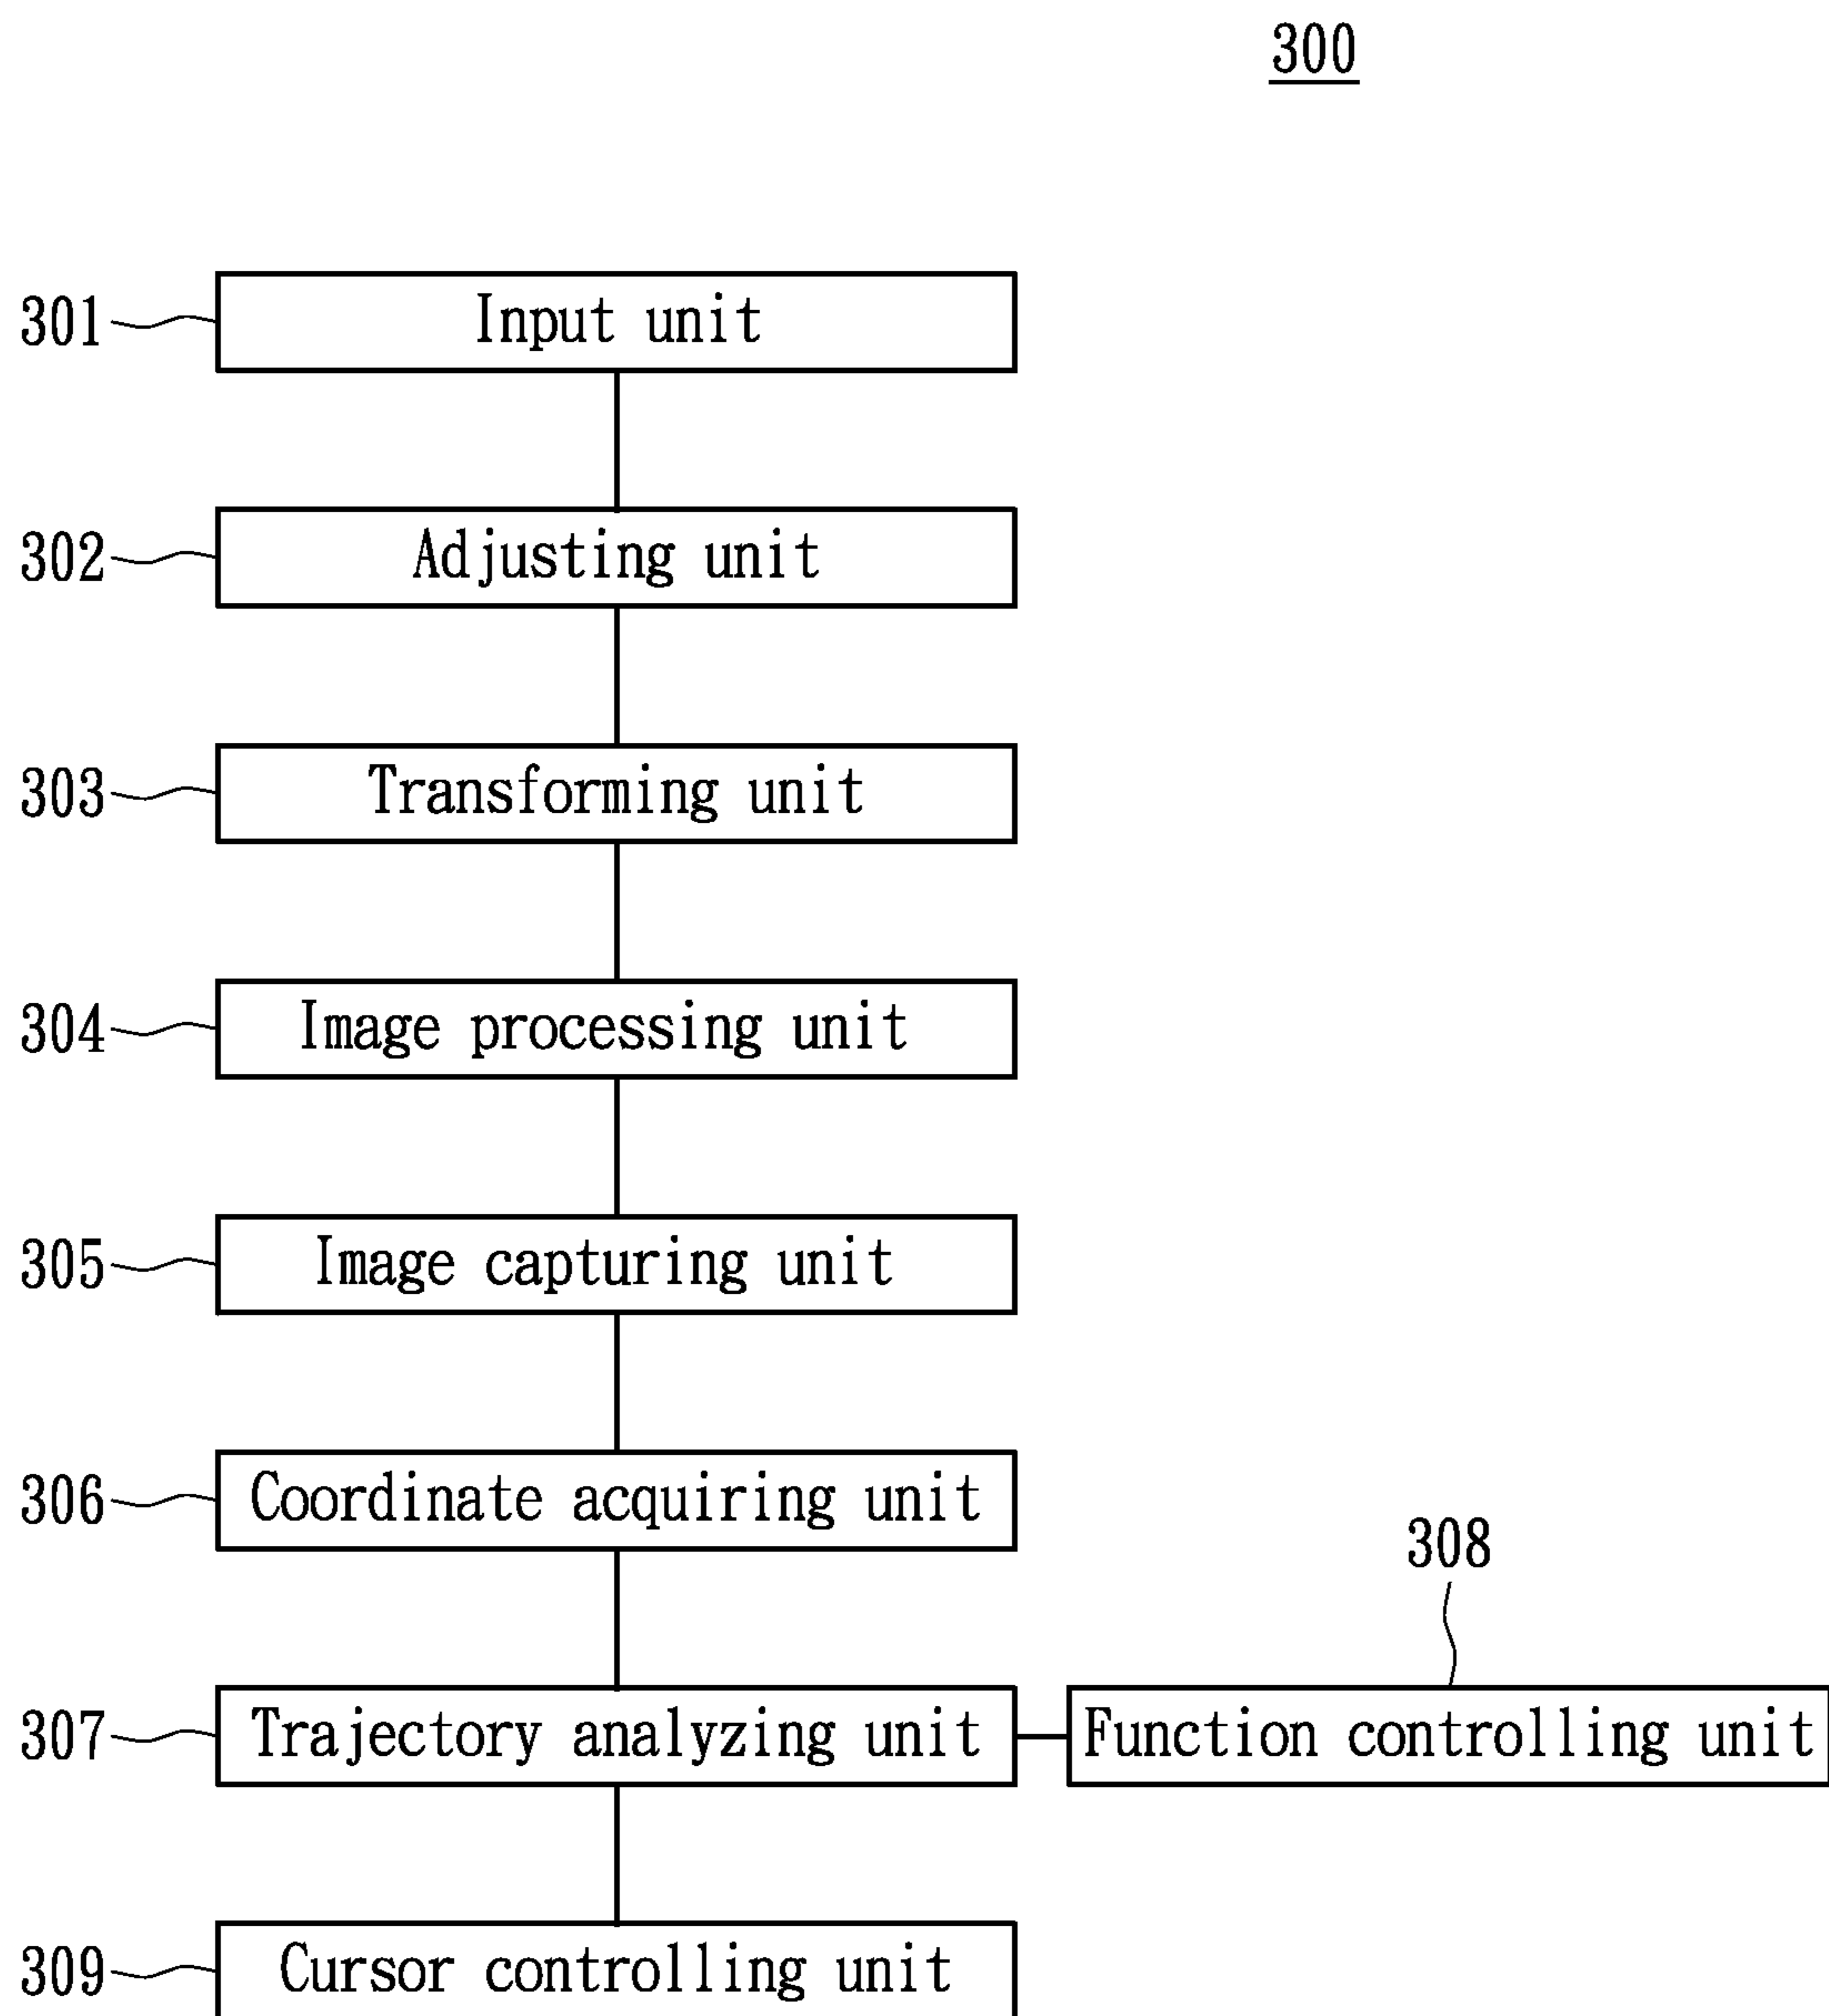 300
301 Input unit
302 Adjusting unit
303 Transforming unit
304 Image processing unit
305 Image capturing unit
306 Coordinate acquiring unit
308
307 Trajectory analyzing unit Function controlling unit
309 Cursor controlling unit